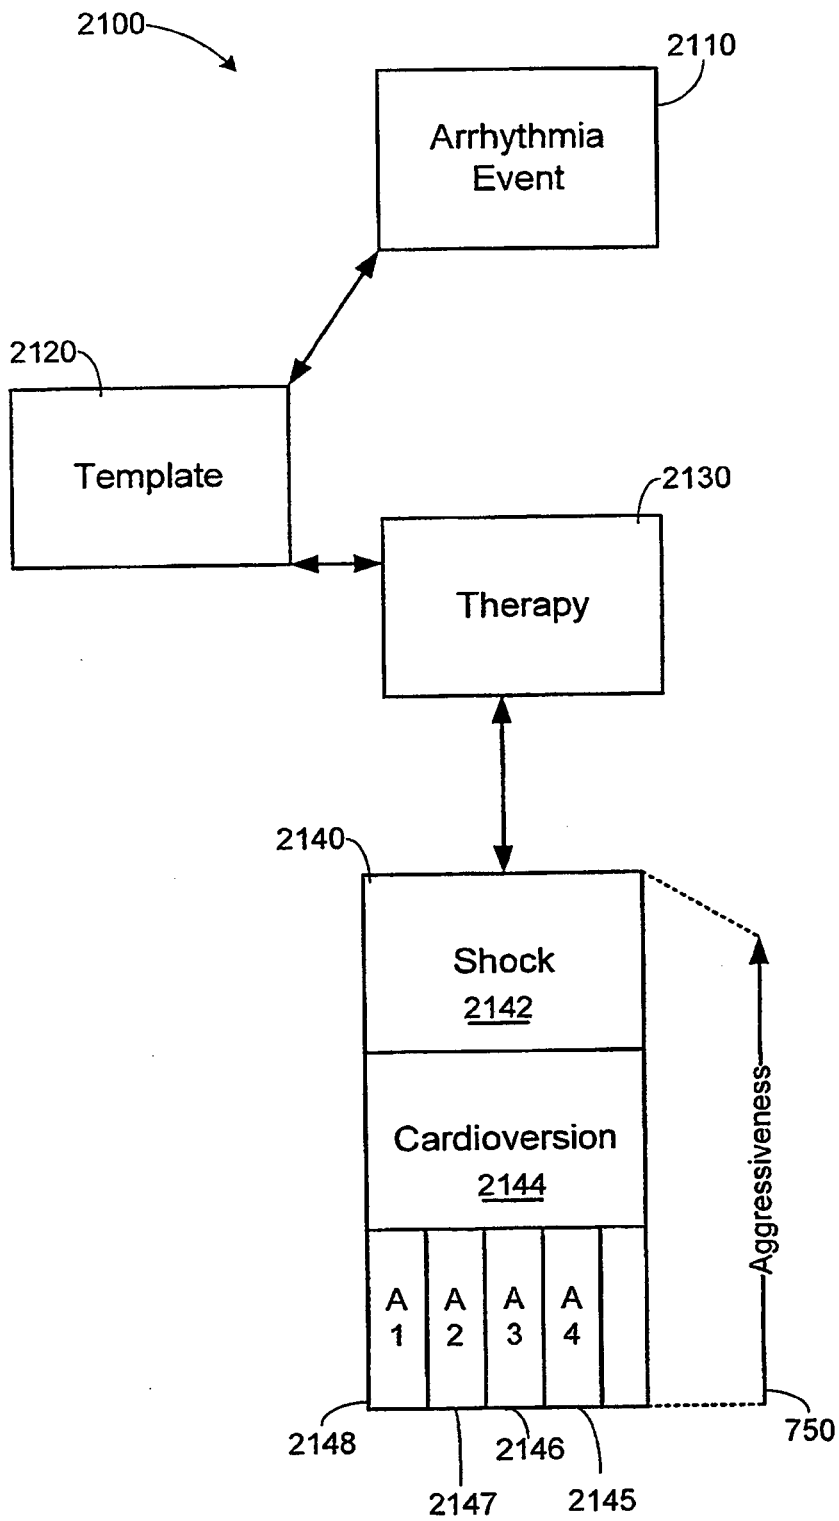 2100
2110
Arrhythmia
Event
2120
Template
2130
Therapy
2140
Shock
2142
Cardioversion
2144
Aggressiveness
A
1
A
2
A
3
A
4
2148
2147
2146
2145
750